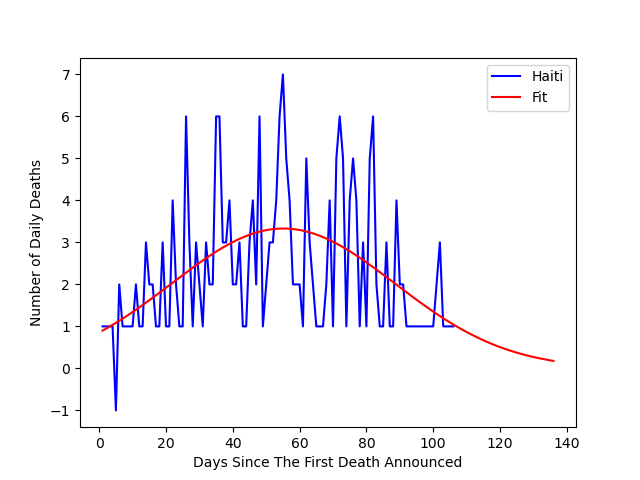 Haiti
Fit
7
6
5
4
3
2
1
0
−1
0 20 40 60 80 100 120 140
Number of Daily Deaths
Days Since The First Death Announced